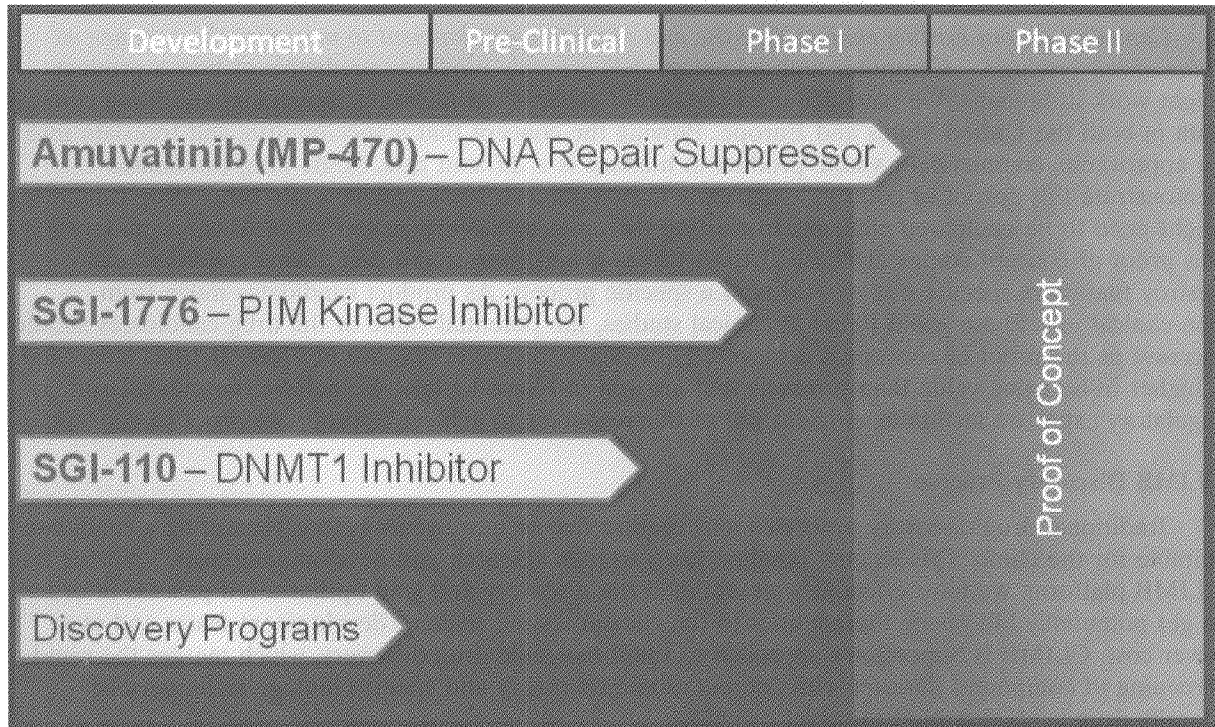 Development Pre-Clinical Phase I Phase II
Amuvatinib (MP-470) – DNA Repair Suppressor
SGI-1776 – PIM Kinase Inhibitor
SGI-110 – DNMT1 Inhibitor
Discovery Programs
Proof of Concept